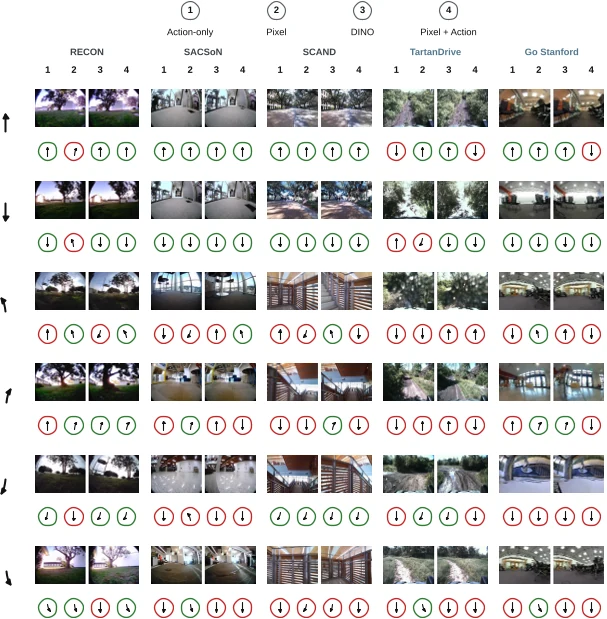 1 2 3 4
Action-only Pixel DINO Pixel + Action
RECON SACSoN SCAND TartanDrive Go Stanford
1 2 3 4 1 2 3 4 1 2 3 4 1 2 3 4 1 2 3 4